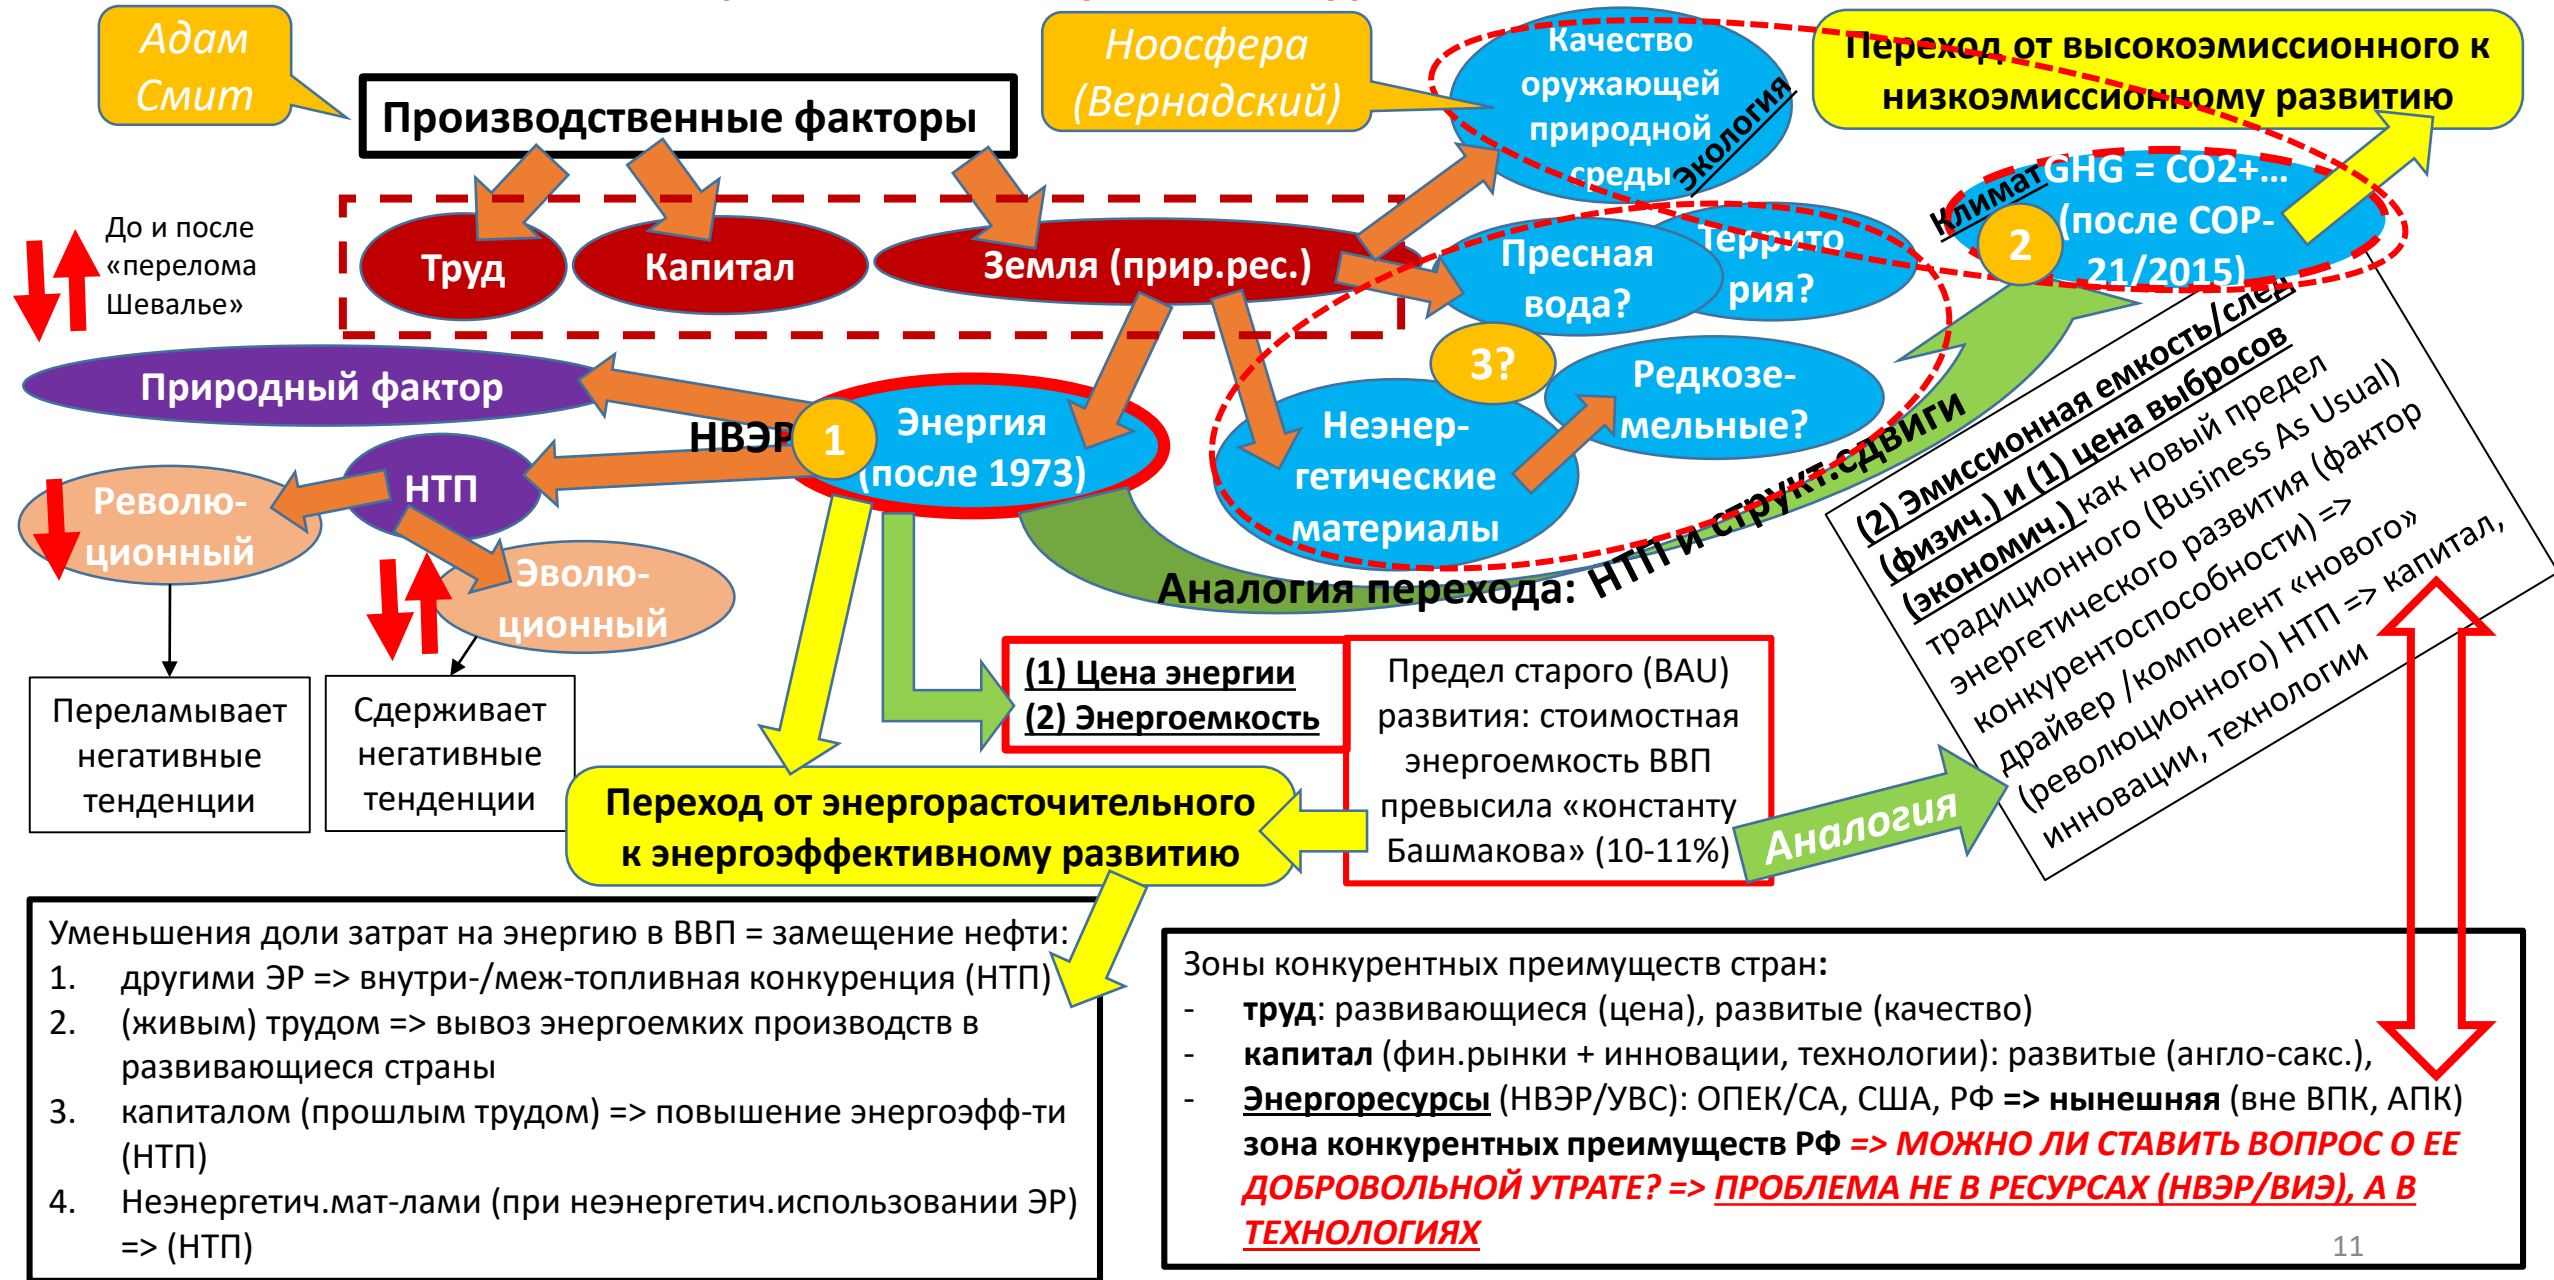 Адам
Смит
Производственные факторы
Ноосфера
(Вернадский)
Качество
оружающей
природной
среды
Экология
Переход от высокоэмиссионного к
низкоэмиссионному развитию
До и после
«перелома
Шевалье»
Труд
Капитал
Земля (прир.рес.)
Пресная
вода?
Террито
рия?
Климат
2
GHG = CO2+...
(после COP-
21/2015)
Природный фактор
НВЭР
1
Энергия
(после 1973)
3?
Неэнер-
гетические
материалы
Редкозе-
мельные?
НТП
Револю-
ционный
Эволю-
ционный
Аналогия перехода:
НТП и структ.сдвиги
(2) Эмиссионная емкость/след
(физич.) и (1) цена выбросов
(экономич.) как новый предел
традиционного (Business As Usual)
энергетического развития (фактор
конкурентоспособности) =>
драйвер /компонент «нового»
(революционного) НТП => капитал,
инновации, технологии
Переламывает
негативные
тенденции
Сдерживает
негативные
тенденции
(1) Цена энергии
(2) Энергоемкость
Предел старого (BAU)
развития: стоимостная
энергоемкость ВВП
превысила «константу
Башмакова» (10-11%)
Аналогия
Переход от энергорасточительного
к энергоэффективному развитию
Уменьшения доли затрат на энергию в ВВП = замещение нефти:
1. другими ЭР => внутри-/меж-топливная конкуренция (НТП)
2. (живым) трудом => вывоз энергоемких производств в
развивающиеся страны
3. капиталом (прошлым трудом) => повышение энергоэфф-ти
(НТП)
4. Неэнергетич.мат-лами (при неэнергетич.использовании ЭР)
=> (НТП)
Зоны конкурентных преимуществ стран:
- труд: развивающиеся (цена), развитые (качество)
- капитал (фин.рынки + инновации, технологии): развитые (англо-сакс.),
- Энергоресурсы (НВЭР/УВС): ОПЕК/СА, США, РФ => нынешняя (вне ВПК, АПК)
зона конкурентных преимуществ РФ => МОЖНО ЛИ СТАВИТЬ ВОПРОС О ЕЕ
ДОБРОВОЛЬНОЙ УТРАТЕ? => ПРОБЛЕМА НЕ В РЕСУРСАХ (НВЭР/ВИЭ), А В
ТЕХНОЛОГИЯХ
11